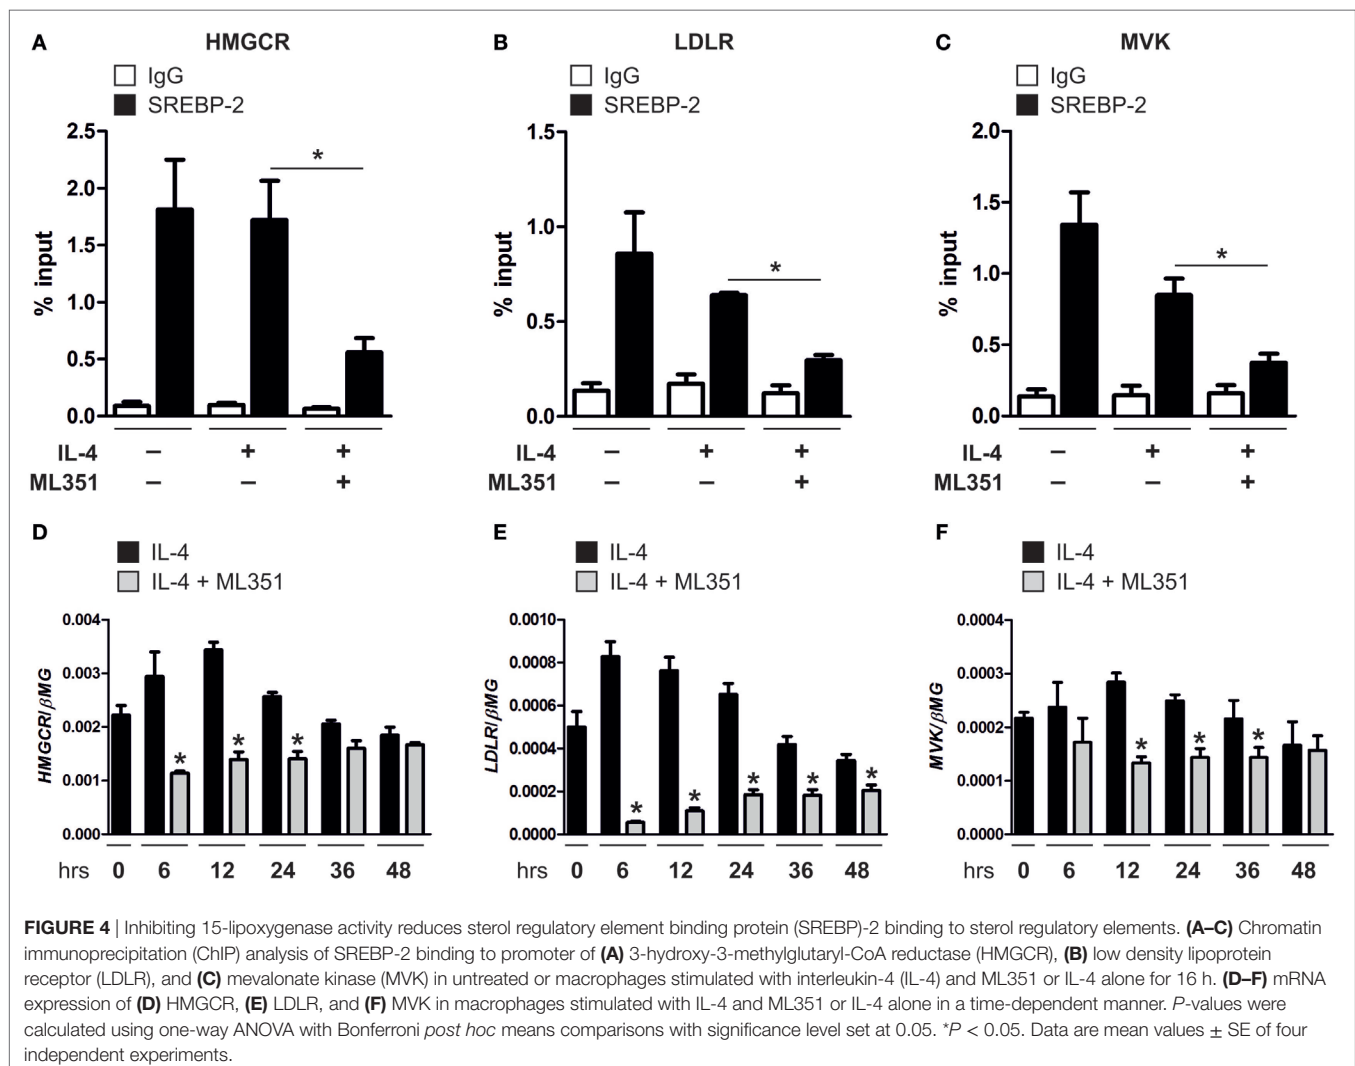 A HMGCR
IgG
SREBP-2
% input
2.5
2.0
1.5
1.0
0.5
0.0
*
IL-4 – + +
ML351 – – +
B LDLR
IgG
SREBP-2
% input
1.5
1.0
0.5
0.0
*
– + +
– – +
C MVK
IgG
SREBP-2
% input
2.0
1.5
1.0
0.5
0.0
*
IL-4 – + +
ML351 – – +
D
IL-4
IL-4 + ML351
HMGCR/βMG
0.004
0.003
0.002
0.001
0.000
* * *
hrs 0 6 12 24 36 48
E
IL-4
IL-4 + ML351
LDLR/βMG
0.0010
0.0008
0.0006
0.0004
0.0002
0.0000
* * * * *
hrs 0 6 12 24 36 48
F
IL-4
IL-4 + ML351
MVK/βMG
0.0004
0.0003
0.0002
0.0001
0.0000
* * *
hrs 0 6 12 24 36 48
FIGURE 4 | Inhibiting 15-lipoxygenase activity reduces sterol regulatory element binding protein (SREBP)-2 binding to sterol regulatory elements. (A–C) Chromatin
immunoprecipitation (ChIP) analysis of SREBP-2 binding to promoter of (A) 3-hydroxy-3-methylglutaryl-CoA reductase (HMGCR), (B) low density lipoprotein
receptor (LDLR), and (C) mevalonate kinase (MVK) in untreated or macrophages stimulated with interleukin-4 (IL-4) and ML351 or IL-4 alone for 16 h. (D–F) mRNA
expression of (D) HMGCR, (E) LDLR, and (F) MVK in macrophages stimulated with IL-4 and ML351 or IL-4 alone in a time-dependent manner. P-values were
calculated using one-way ANOVA with Bonferroni post hoc means comparisons with significance level set at 0.05. *P < 0.05. Data are mean values ± SE of four
independent experiments.